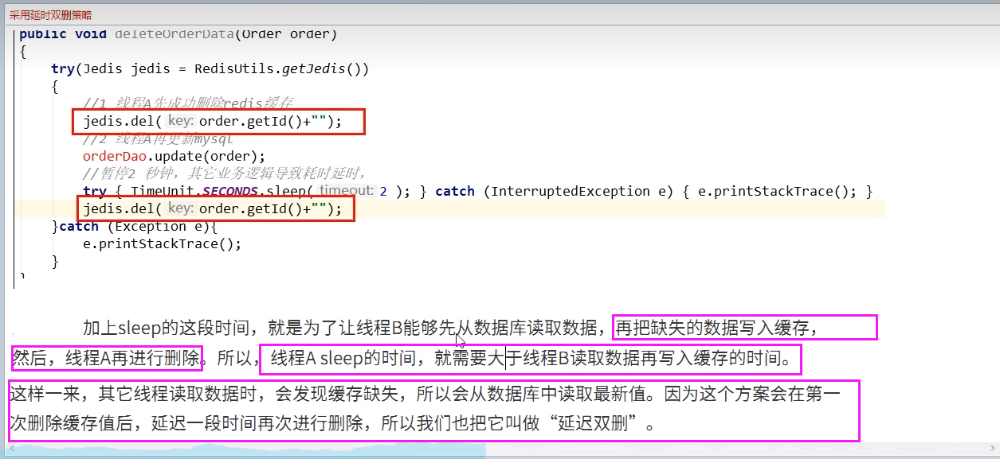 采用延时双删策略
public void deleteOrderData(Order order)
{
try(Jedis jedis = RedisUtils.getJedis())
{
//1 线程A先成功删除redis缓存
jedis.del( key: order.getId()+"");
//2 线程A再更新mysql
orderDao.update(order);
//暂停2 秒钟，其它业务逻辑导致耗时延时，
try { TimeUnit.SECONDS.sleep( timeout: 2 ); } catch (InterruptedException e) { e.printStackTrace(); }
jedis.del( key: order.getId()+"");
}catch (Exception e){
e.printStackTrace();
}
}
加上sleep的这段时间，就是为了让线程B能够先从数据库读取数据，再把缺失的数据写入缓存，
然后，线程A再进行删除。所以，线程A sleep的时间，就需要大于线程B读取数据再写入缓存的时间。
这样一来，其它线程读取数据时，会发现缓存缺失，所以会从数据库中读取最新值。因为这个方案会在第一
次删除缓存值后，延迟一段时间再次进行删除，所以我们也把它叫做“延迟双删”。